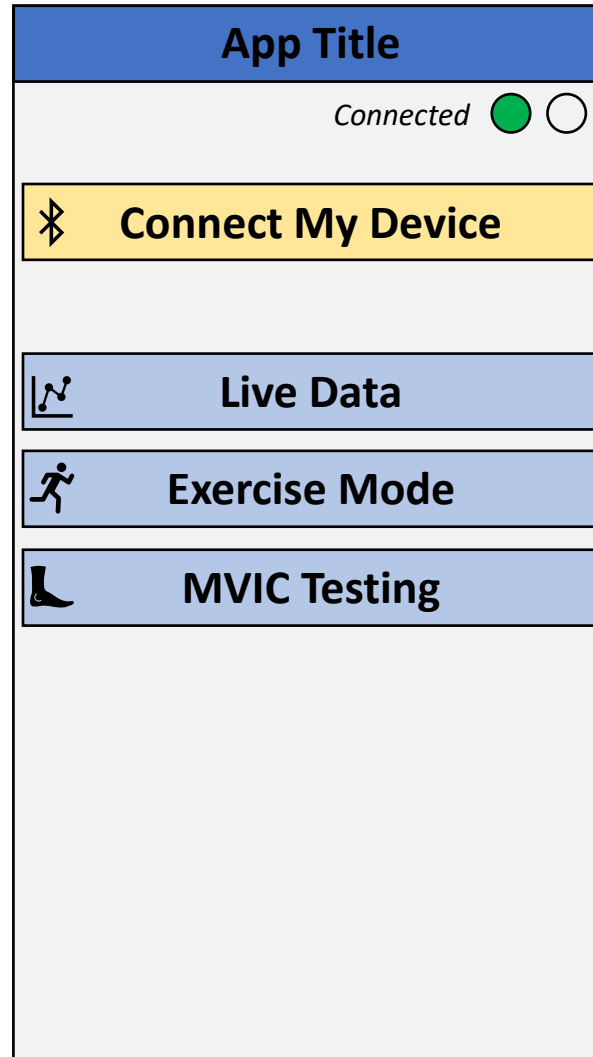 App Title
Connected
Connect My Device
Live Data
Exercise Mode
MVIC Testing